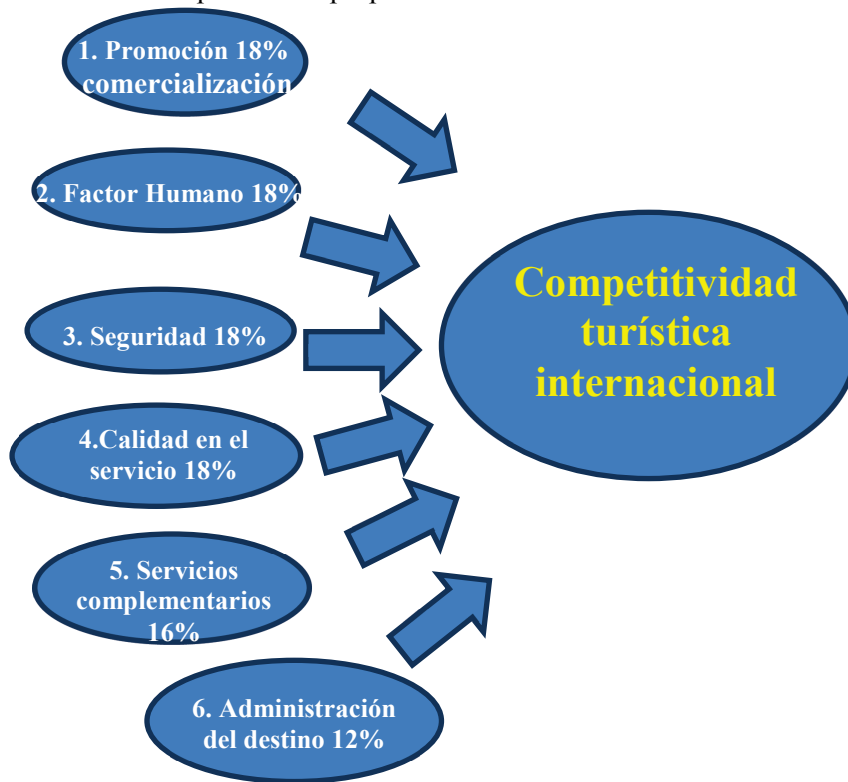 1. Promoción 18%
comercialización
2. Factor Humano 18%
3. Seguridad 18%
4.Calidad en el
servicio 18%
5. Servicios
complementarios
16%
6. Administración
del destino 12%
Competitividad
turística
internacional